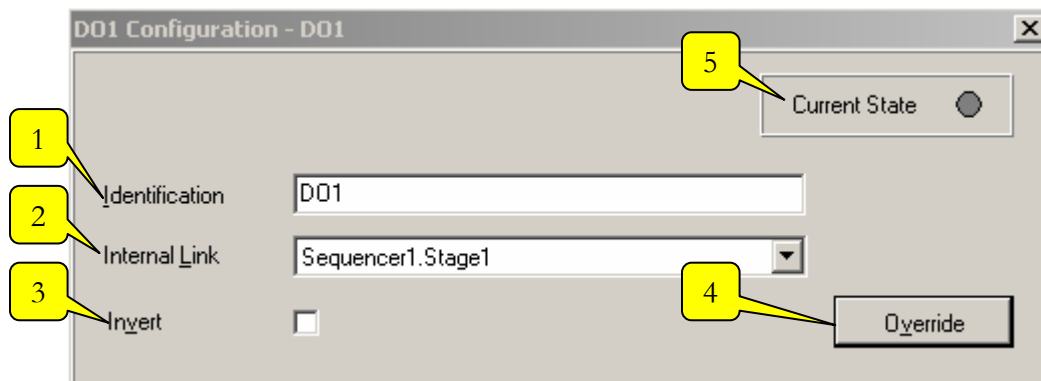 DO1 Configuration - DO1
5
Current State
1
Identification DO1
2
Internal Link Sequencer1.Stage1
3
Invert
4
Override